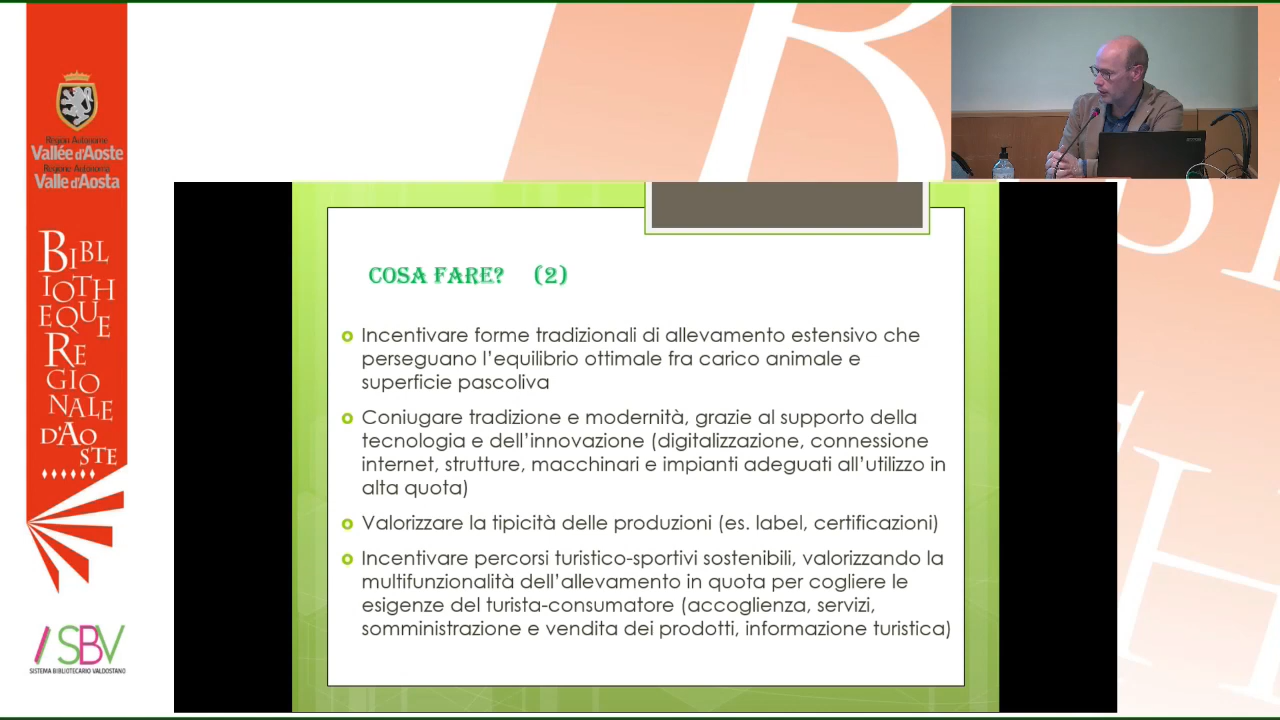 Région Autonome
Vallée d'Aoste
Regione Autonoma
Valle d'Aosta
BIBL
IOTH
EQUE
RE
GIO
NALE
D'AO
STE
SBV
SISTEMA BIBLIOTECARIO VALDOSTANO
COSA FARE? (2)
Incentivare forme tradizionali di allevamento estensivo che
perseguano l'equilibrio ottimale fra carico animale e
superficie pascoliva
Coniugare tradizione e modernità, grazie al supporto della
tecnologia e dell'innovazione (digitalizzazione, connessione
internet, strutture, macchinari e impianti adeguati all'utilizzo in
alta quota)
Valorizzare la tipicità delle produzioni (es. label, certificazioni)
Incentivare percorsi turistico-sportivi sostenibili, valorizzando la
multifunzionalità dell'allevamento in quota per cogliere le
esigenze del turista-consumatore (accoglienza, servizi,
somministrazione e vendita dei prodotti, informazione turistica)